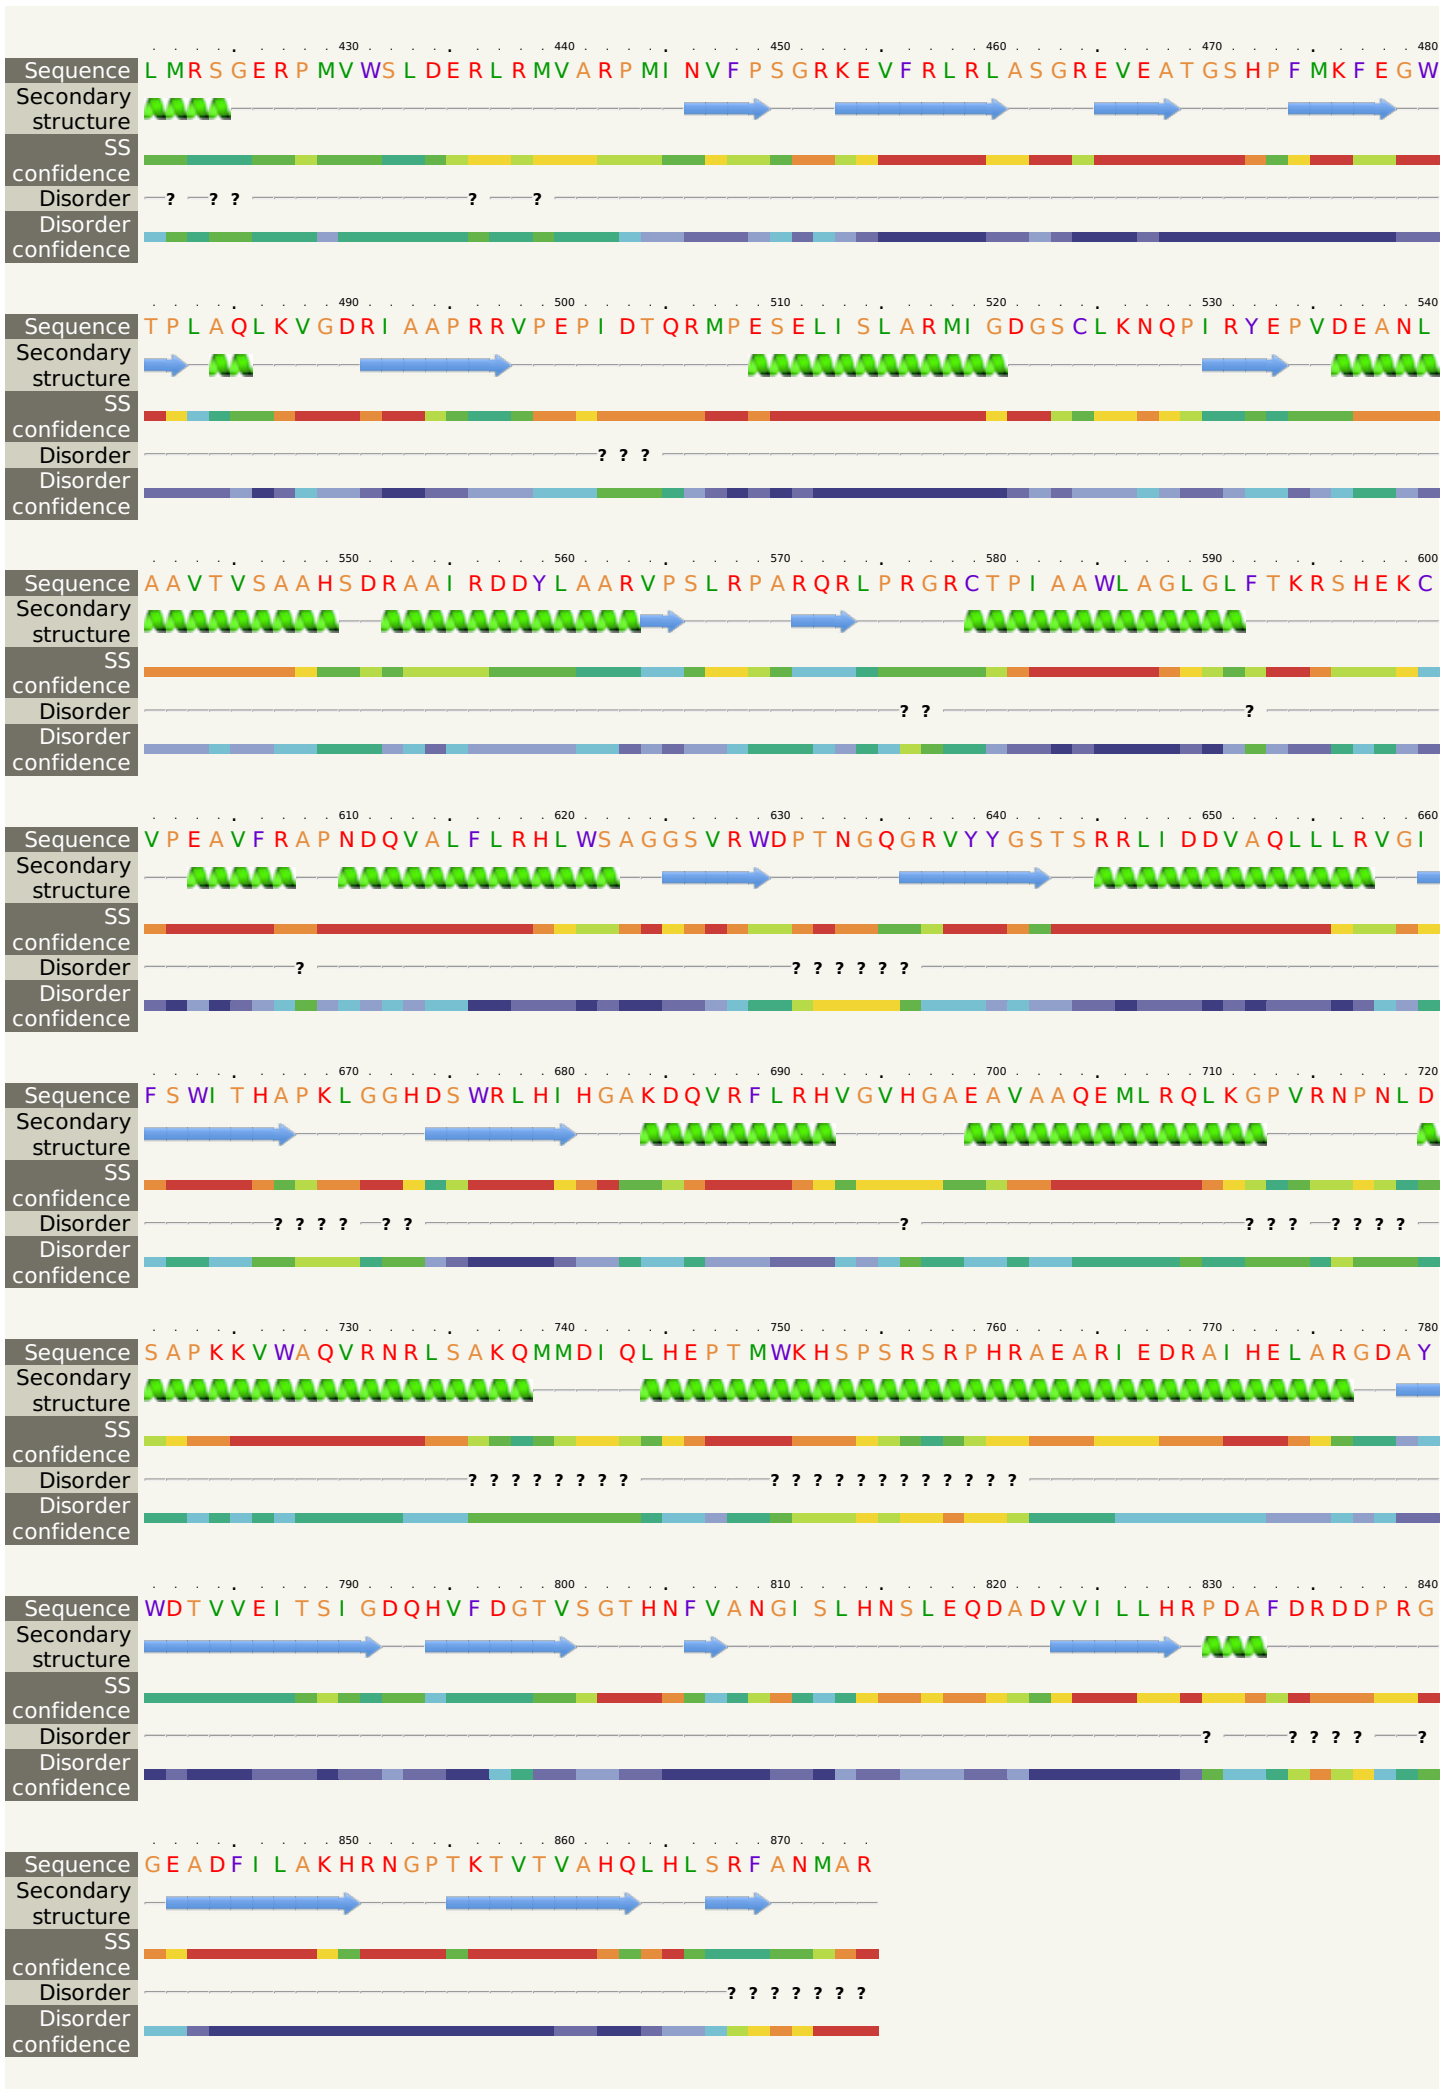 430 440 450 460 470 480
Sequence L M R S G E R P M V W S L D E R L R M V A R P M I N V F P S G R K E V F R L R L A S G R E V E A T G S H P F M K F E G W
Secondary
structure
SS
confidence
Disorder ? ? ? ? ?
Disorder
confidence
490 500 510 520 530 540
Sequence T P L A Q L K V G D R I A A P R R V P E P I D T Q R M P E S E L I S L A R M I G D G S C L K N Q P I R Y E P V D E A N L
Secondary
structure
SS
confidence
Disorder ? ? ?
Disorder
confidence
550 560 570 580 590 600
Sequence A A V T V S A A H S D R A A I R D D Y L A A R V P S L R P A R Q R L P R G R C T P I A A W L A G L G L F T K R S H E K C
Secondary
structure
SS
confidence
Disorder ? ? ?
Disorder
confidence
610 620 630 640 650 660
Sequence V P E A V F R A P N D Q V A L F L R H L W S A G G S V R W D P T N G Q G R V Y Y G S T S R R L I D D V A Q L L L R V G I
Secondary
structure
SS
confidence
Disorder ? ? ? ? ? ? ?
Disorder
confidence
670 680 690 700 710 720
Sequence F S W I T H A P K L G G H D S W R L H I H G A K D Q V R F L R H V G V H G A E A V A A Q E M L R Q L K G P V R N P N L D
Secondary
structure
SS
confidence
Disorder ? ? ? ? ? ? ? ? ? ? ? ? ? ?
Disorder
confidence
730 740 750 760 770 780
Sequence S A P K K V W A Q V R N R L S A K Q M M D I Q L H E P T M W K H S P S R S R P H R A E A R I E D R A I H E L A R G D A Y
Secondary
structure
SS
confidence
Disorder ? ? ? ? ? ? ? ? ? ? ? ? ? ? ? ? ? ? ? ?
Disorder
confidence
790 800 810 820 830 840
Sequence W D T V V E I T S I G D Q H V F D G T V S G T H N F V A N G I S L H N S L E Q D A D V V I L L H R P D A F D R D D P R G
Secondary
structure
SS
confidence
Disorder ? ? ? ? ? ?
Disorder
confidence
850 860 870
Sequence G E A D F I L A K H R N G P T K T V T V A H Q L H L S R F A N M A R
Secondary
structure
SS
confidence
Disorder ? ? ? ? ? ? ?
Disorder
confidence